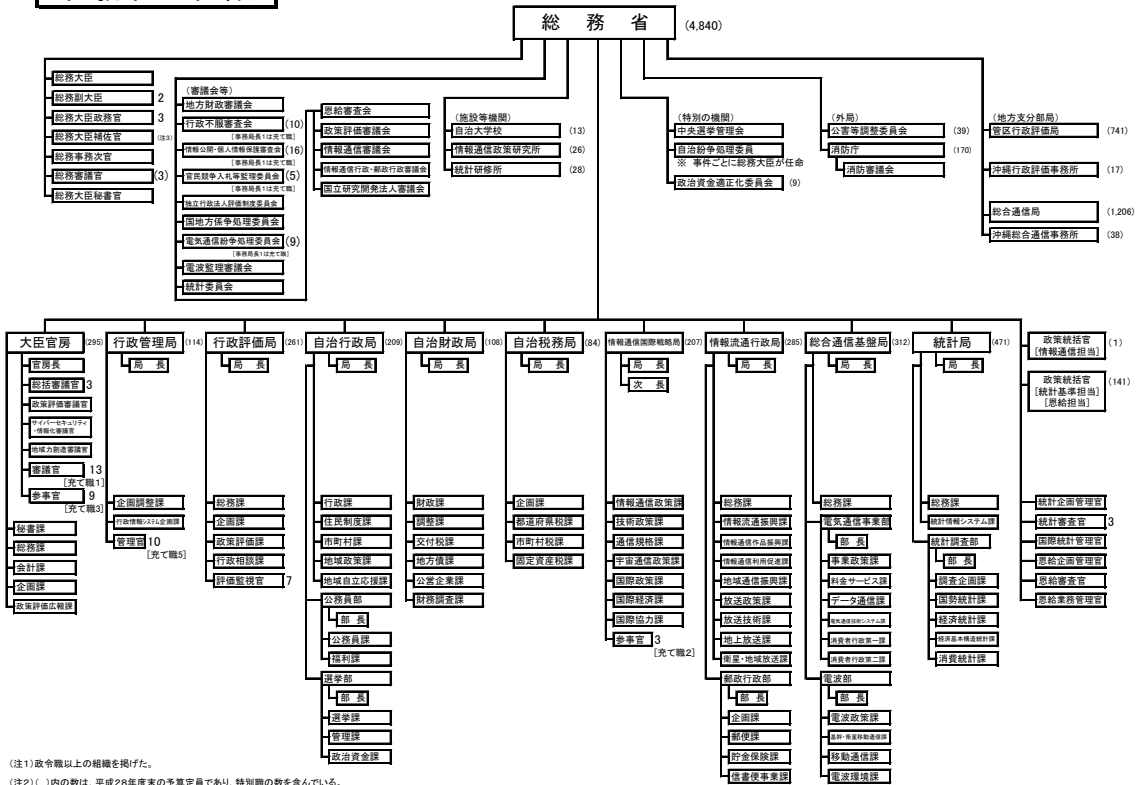 総務省 (4,840)
総務大臣
総務副大臣 2
総務大臣政務官 3
総務大臣補佐官 (注3)
総務事務次官
総務審議官 (3)
総務大臣秘書官
(審議会等)
地方財政審議会
行政不服審査会 (10)
[事務局長1は充て職]
情報公開・個人情報保護審査会 (16)
[事務局長1は充て職]
官民競争入札等監理委員会 (5)
[事務局長1は充て職]
独立行政法人評価制度委員会
国地方係争処理委員会
電気通信紛争処理委員会 (9)
[事務局長1は充て職]
電波監理審議会
統計委員会
恩給審査会
政策評価審議会
情報通信審議会
情報通信行政・郵政行政審議会
国立研究開発法人審議会
(施設等機関)
自治大学校 (13)
情報通信政策研究所 (26)
統計研修所 (28)
(特別の機関)
中央選挙管理会
自治紛争処理委員
※ 事件ごとに総務大臣が任命
政治資金適正化委員会 (9)
(外局)
公害等調整委員会 (39)
消防庁 (170)
消防審議会
(地方支分部局)
管区行政評価局 (741)
沖縄行政評価事務所 (17)
総合通信局 (1,206)
沖縄総合通信事務所 (38)
大臣官房 (295)
官房長
総括審議官 3
政策評価審議官
サイバーセキュリティ
・情報化審議官
地域力創造審議官
審議官 13
[充て職1]
参事官 9
[充て職3]
秘書課
総務課
会計課
企画課
政策評価広報課
行政管理局 (114)
局長
企画調整課
行政情報システム企画課
管理官 10
[充て職5]
行政評価局 (261)
局長
総務課
企画課
政策評価課
行政相談課
評価監視官 7
自治行政局 (209)
局長
行政課
住民制度課
市町村課
地域政策課
地域自立応援課
公務員部
部長
公務員課
福利課
選挙部
部長
選挙課
管理課
政治資金課
自治財政局 (108)
局長
財政課
調整課
交付税課
地方債課
公営企業課
財務調査課
自治税務局 (84)
局長
企画課
都道府県税課
市町村税課
固定資産税課
情報通信国際戦略局 (207)
局長
次長
情報通信政策課
技術政策課
通信規格課
宇宙通信政策課
国際政策課
国際経済課
国際協力課
参事官 3
[充て職2]
情報流通行政局 (285)
局長
総務課
情報流通振興課
情報通信作品振興課
情報通信利用促進課
地域通信振興課
放送政策課
放送技術課
地上放送課
衛星・地域放送課
郵政行政部
部長
企画課
郵便課
貯金保険課
信書便事業課
総合通信基盤局 (312)
局長
総務課
電気通信事業部
部長
事業政策課
料金サービス課
データ通信課
電気通信技術システム課
消費者行政第一課
消費者行政第二課
電波部
部長
電波政策課
基幹・衛星移動通信課
移動通信課
電波環境課
統計局 (471)
局長
総務課
統計情報システム課
統計調査部
部長
調査企画課
国勢統計課
経済統計課
経済基本構造統計課
消費統計課
政策統括官 (1)
[情報通信担当]
政策統括官 (141)
[統計基準担当]
[恩給担当]
統計企画管理官
統計審査官 3
国際統計管理官
恩給企画管理官
恩給審査官
恩給業務管理官
(注1)政令職以上の組織を掲げた。
(注2)( )内の数は、平成28年度末の予算定員であり、特別職の数を含んでいる。